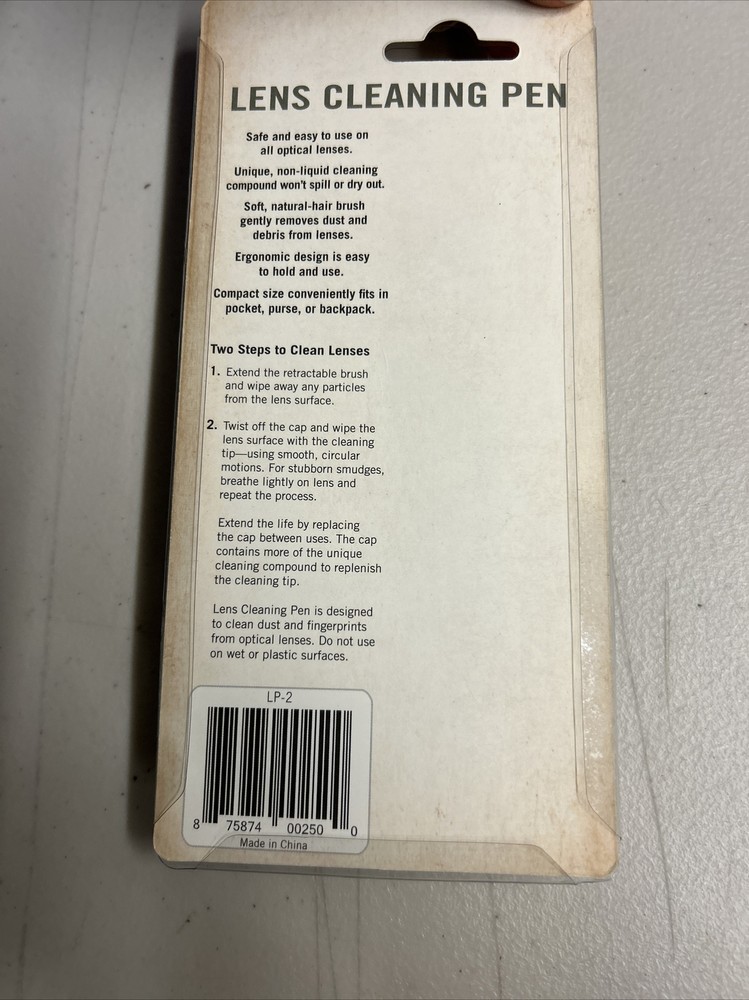 LENS CLEANING PEN
Safe and easy to use on
all optical lenses.
Unique, non-liquid cleaning
compound won't spill or dry out.
Soft, natural-hair brush
gently removes dust and
debris from lenses.
Ergonomic design is easy
to hold and use.
Compact size conveniently fits in
pocket, purse, or backpack.
Two Steps to Clean Lenses
1. Extend the retractable brush
and wipe away any particles
from the lens surface.
2. Twist off the cap and wipe the
lens surface with the cleaning
tip—using smooth, circular
motions. For stubborn smudges,
breathe lightly on lens and
repeat the process.
Extend the life by replacing
the cap between uses. The cap
contains more of the unique
cleaning compound to replenish
the cleaning tip.
Lens Cleaning Pen is designed
to clean dust and fingerprints
from optical lenses. Do not use
on wet or plastic surfaces.
LP-2
8 75874 00250 0
Made in China